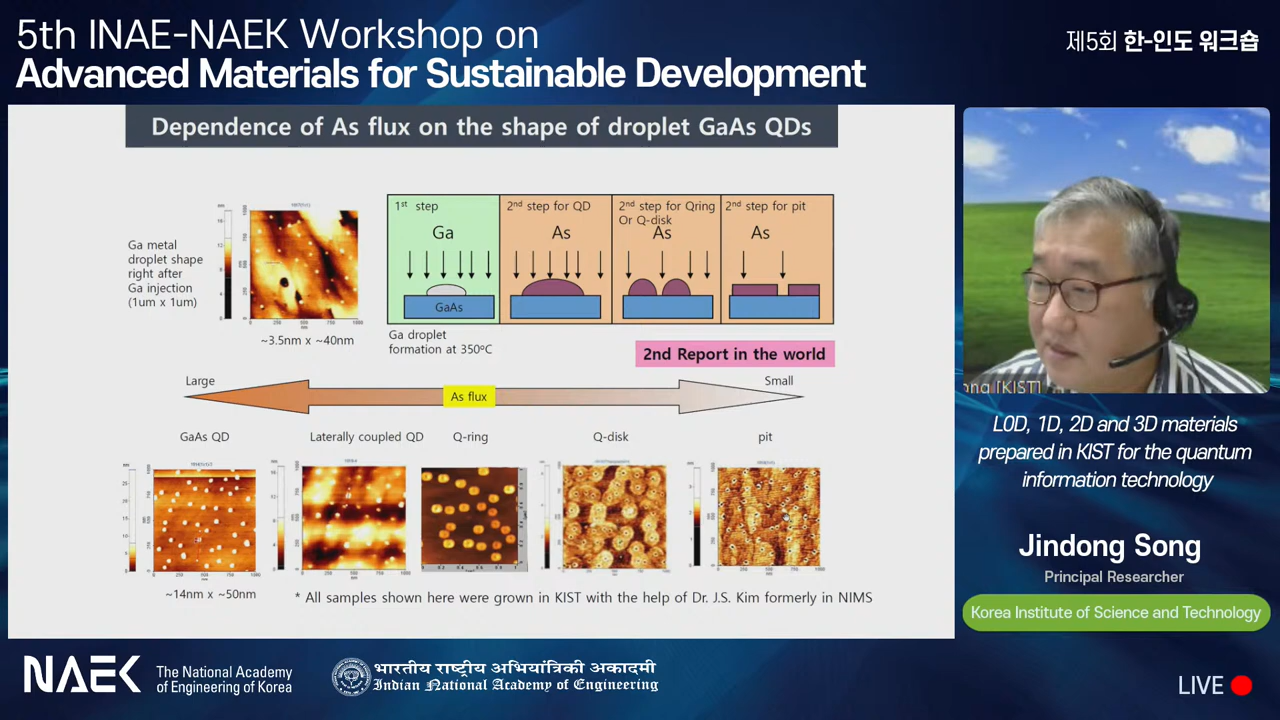 5th INAE-NAEK Workshop on
Advanced Materials for Sustainable Development
제5회 한-인도 워크숍
Dependence of As flux on the shape of droplet GaAs QDs
Ga metal
droplet shape
right after
Ga injection
(1um x 1um)
~3.5nm x ~40nm
1st step
Ga
GaAs
2nd step for QD
As
2nd step for Qring
Or Q-disk
As
2nd step for pit
As
Ga droplet
formation at 350ºC
2nd Report in the world
Large
As flux
Small
GaAs QD
Laterally coupled QD
Q-ring
Q-disk
pit
~14nm x ~50nm
* All samples shown here were grown in KIST with the help of Dr. J.S. Kim formerly in NIMS
ong [KIST]
L0D, 1D, 2D and 3D materials
prepared in KIST for the quantum
information technology
Jindong Song
Principal Researcher
Korea Institute of Science and Technology
NAEK
The National Academy
of Engineering of Korea
भारतीय राष्ट्रीय अभियांत्रिकी अकादमी
Indian National Academy of Engineering
LIVE